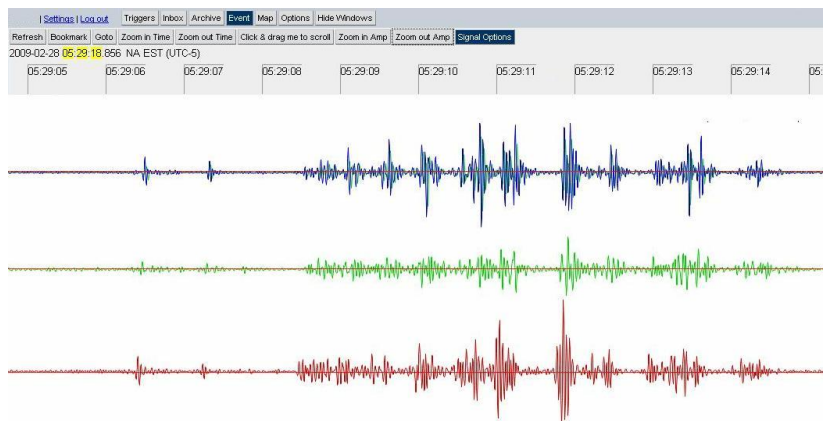 | Settings | Log out Triggers Inbox Archive Event Map Options Hide Windows
Refresh Bookmark Goto Zoom in Time Zoom out Time Click & drag me to scroll Zoom in Amp Zoom out Amp Signal Options
2009-02-28 05:29:18.856 NA EST (UTC-5)
05:29:05 05:29:06 05:29:07 05:29:08 05:29:09 05:29:10 05:29:11 05:29:12 05:29:13 05:29:14 05: